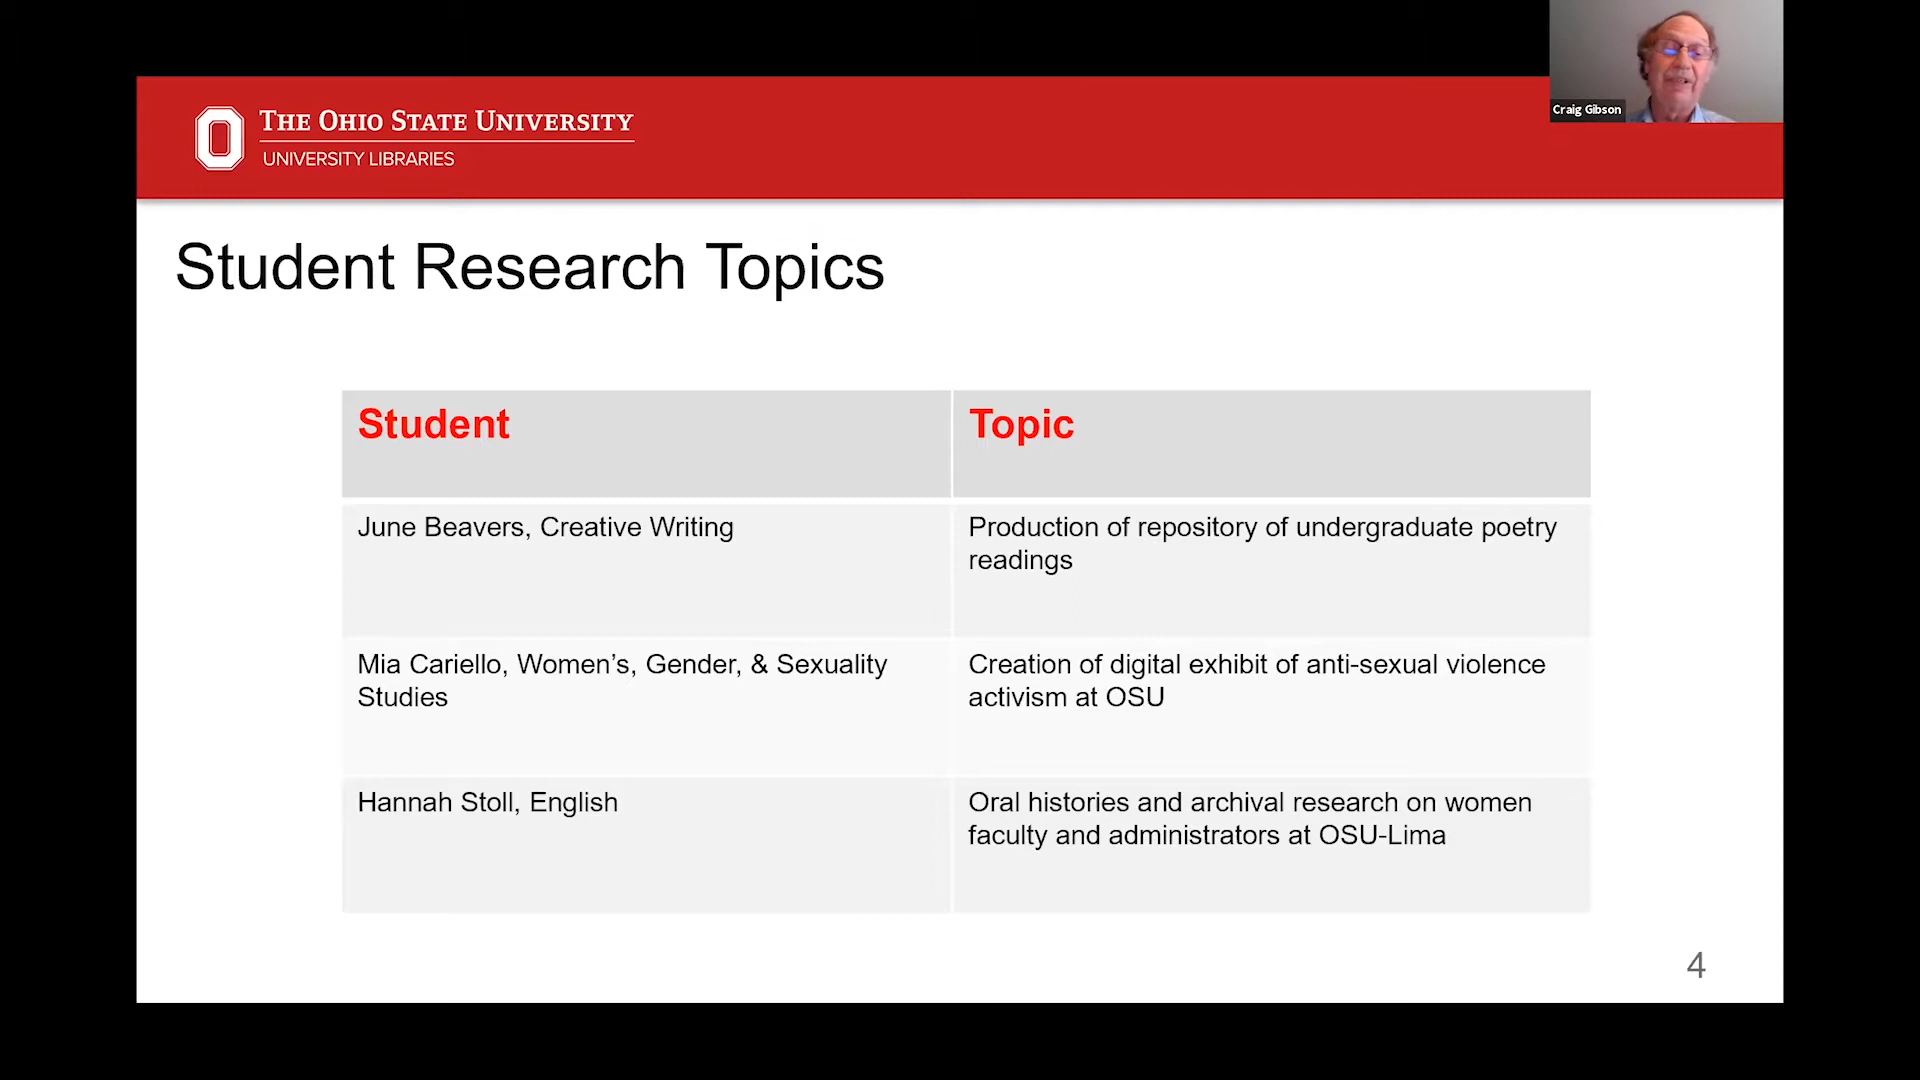 THE OHIO STATE UNIVERSITY
UNIVERSITY LIBRARIES
Craig Gibson
Student Research Topics
Student
Topic
June Beavers, Creative Writing
Production of repository of undergraduate poetry
readings
Mia Cariello, Women’s, Gender, & Sexuality
Studies
Creation of digital exhibit of anti-sexual violence
activism at OSU
Hannah Stoll, English
Oral histories and archival research on women
faculty and administrators at OSU-Lima
4